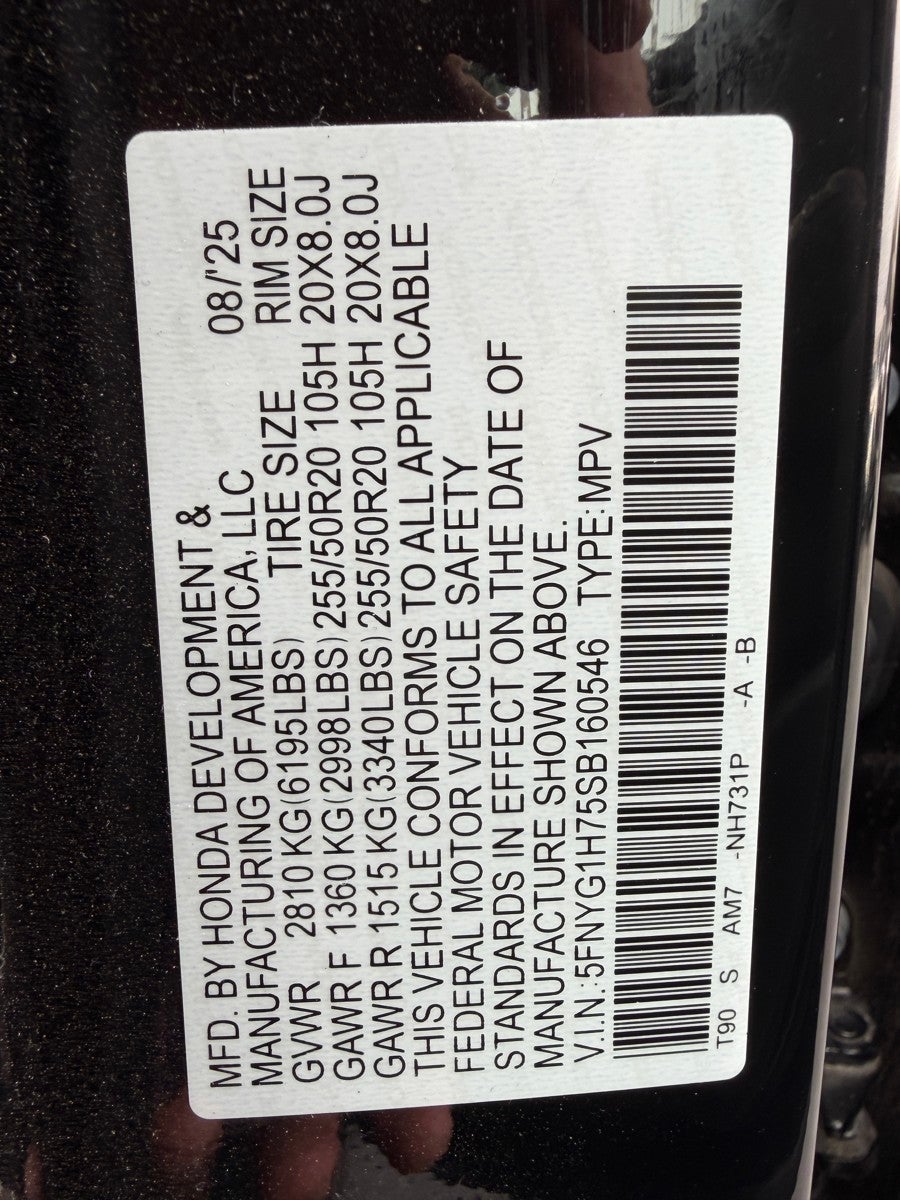 MFD. BY HONDA DEVELOPMENT &
MANUFACTURING OF AMERICA, LLC 08/'25
GVWR 2810 KG(6195LBS) TIRE SIZE RIM SIZE
GAWR F 1360 KG(2998LBS) 255/50R20 105H 20X8.0J
GAWR R 1515 KG(3340LBS) 255/50R20 105H 20X8.0J
THIS VEHICLE CONFORMS TO ALL APPLICABLE
FEDERAL MOTOR VEHICLE SAFETY
STANDARDS IN EFFECT ON THE DATE OF
MANUFACTURE SHOWN ABOVE.
V.I.N.:5FNYG1H75SB160546 TYPE:MPV
T90 S AM7 -NH731P -A -B